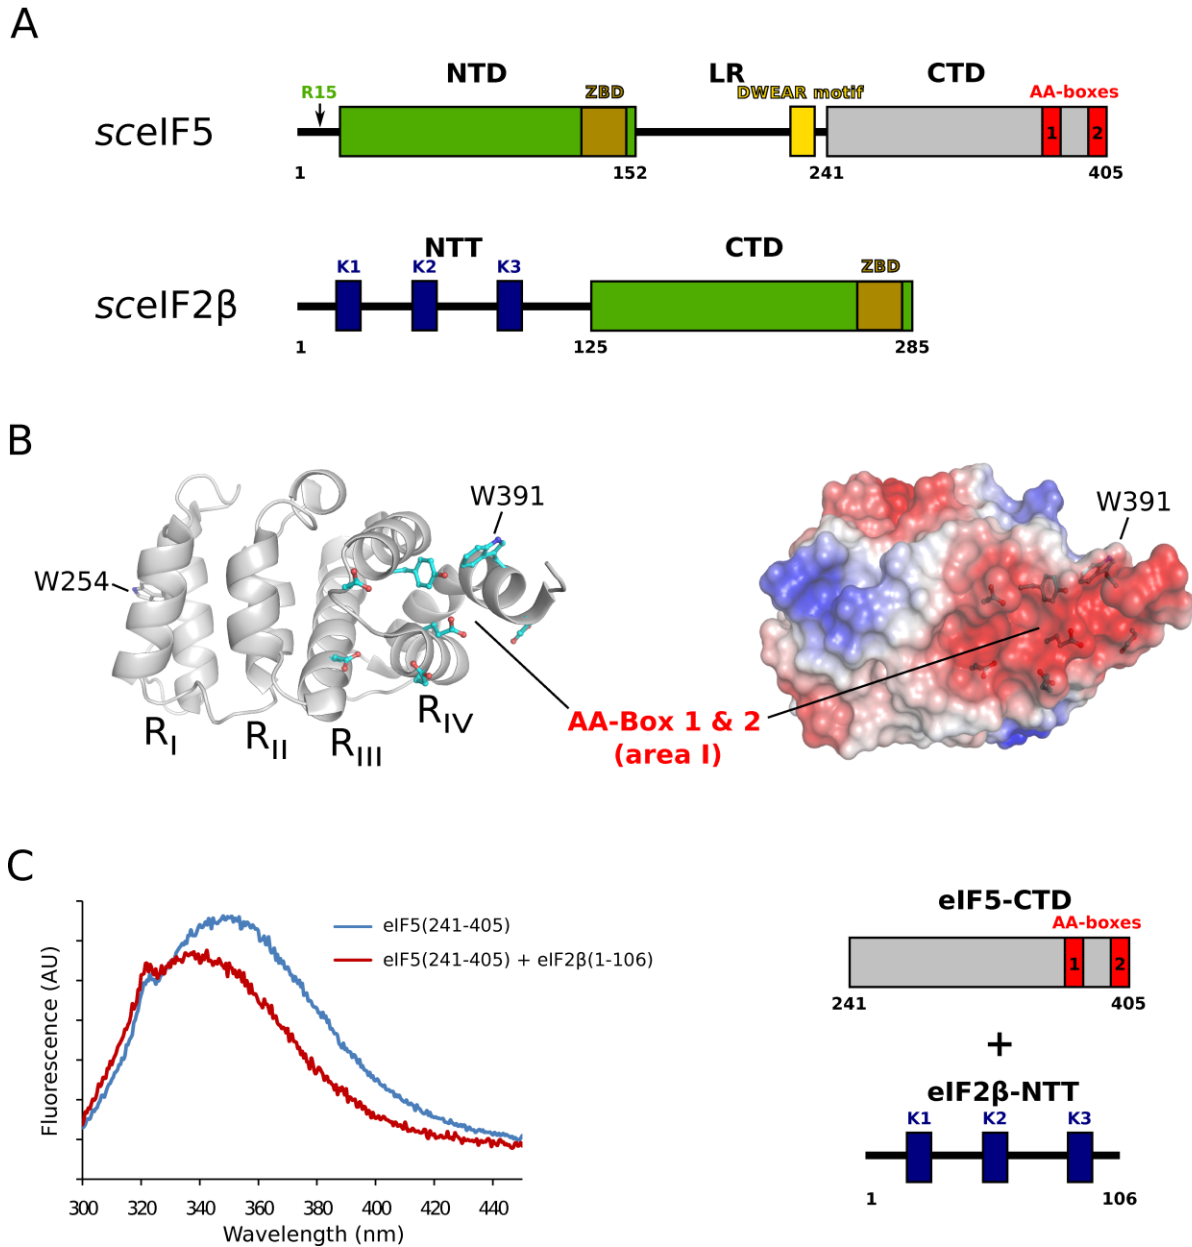 A
NTD
LR
CTD
R15
ZBD
DWEAR motif
AA-boxes
sceIF5
1
2
1
152
241
405
NTT
CTD
K1
K2
K3
ZBD
sceIF2β
1
125
285
B
W391
W254
W391
RI
RII
RIII
RIV
AA-Box 1 & 2
(area I)
C
eIF5(241-405)
eIF5(241-405) + eIF2β(1-106)
Fluorescence (AU)
300 320 340 360 380 400 420 440
Wavelength (nm)
eIF5-CTD
AA-boxes
1
2
241
405
+
eIF2β-NTT
K1
K2
K3
1
106